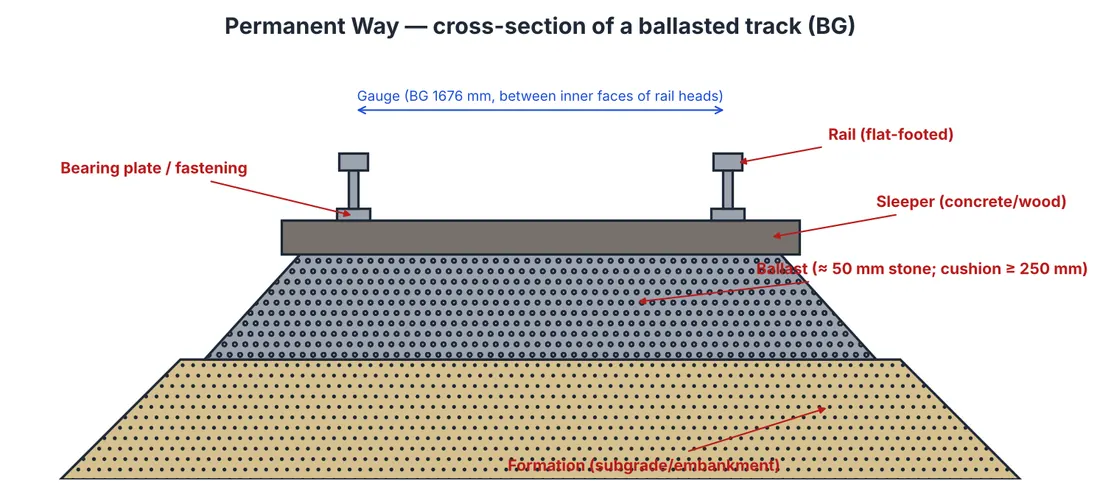 Permanent Way — cross-section of a ballasted track (BG)
Gauge (BG 1676 mm, between inner faces of rail heads)
Rail (flat-footed)
Bearing plate / fastening
Sleeper (concrete/wood)
Ballast (≈ 50 mm stone; cushion ≥ 250 mm)
Formation (subgrade/embankment)